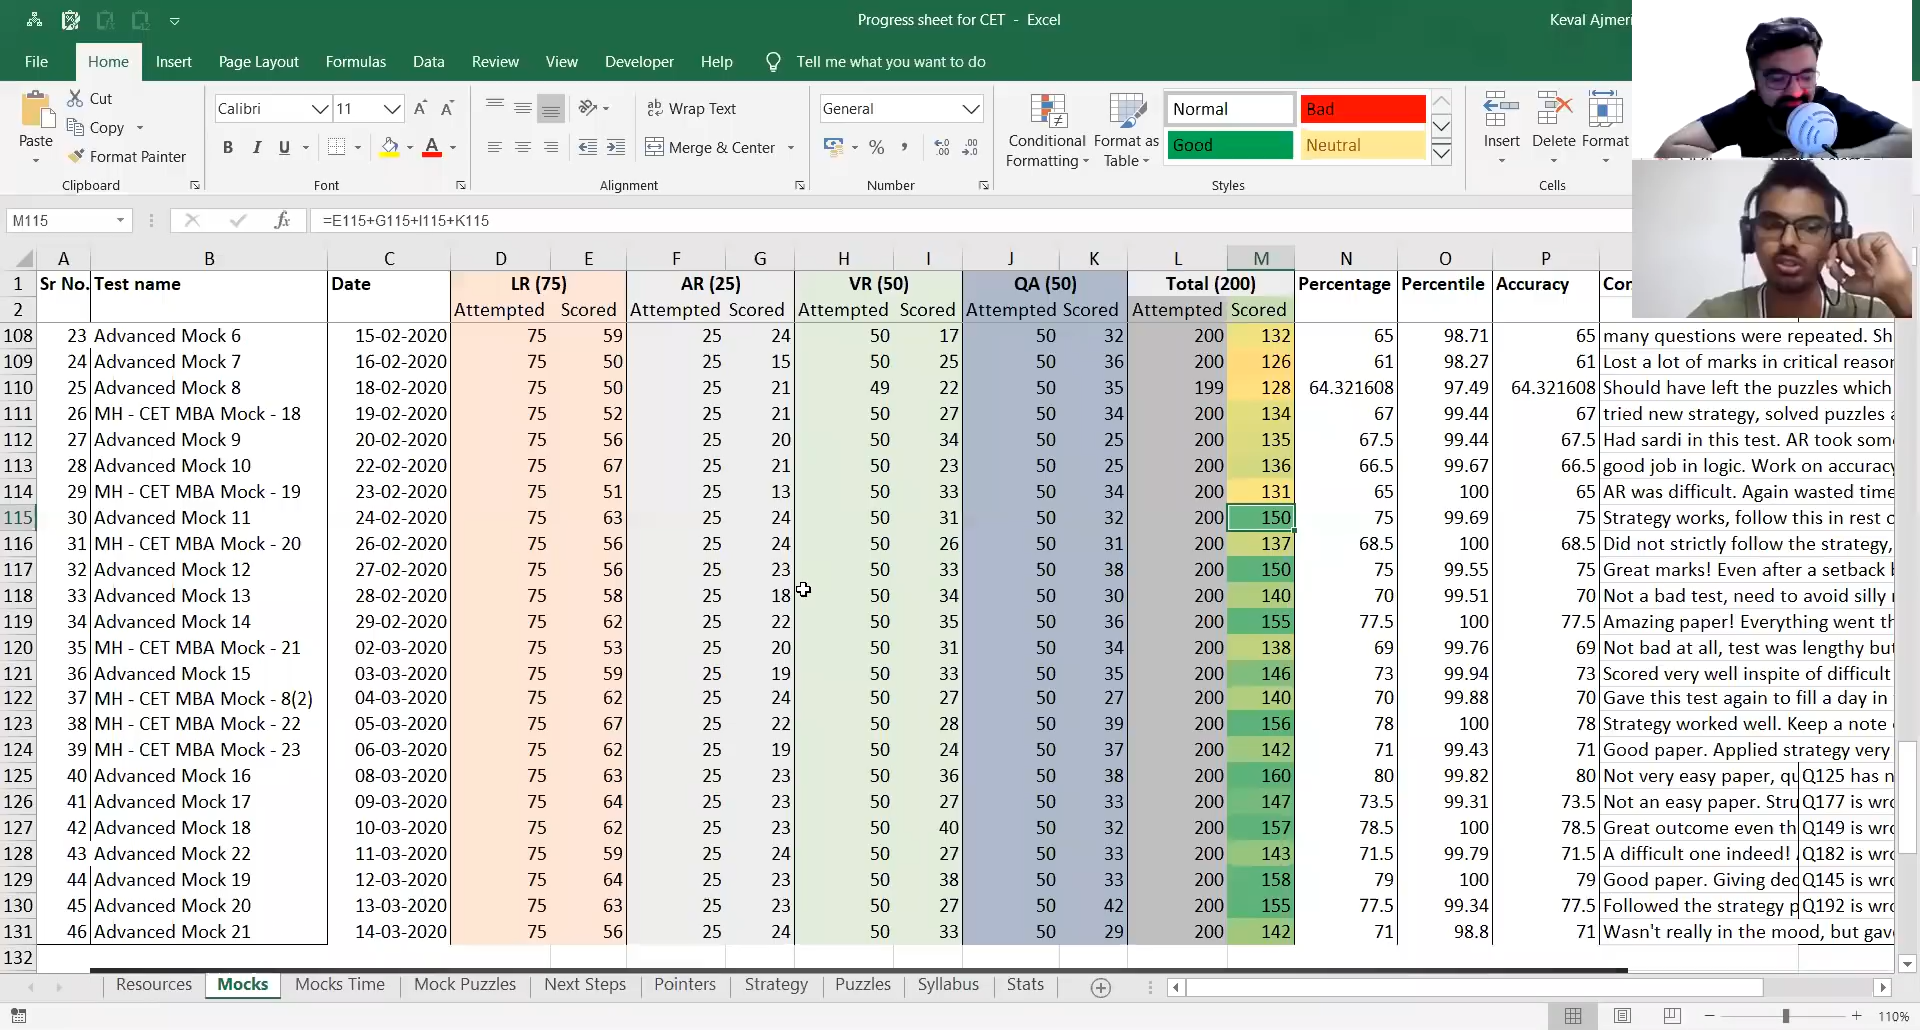 Progress sheet for CET - Excel
Keval Ajmeri
File Home Insert Page Layout Formulas Data Review View Developer Help Tell me what you want to do
Paste
Cut
Copy
Format Painter
Clipboard
Calibri 11
B I U
Font
Wrap Text
Merge & Center
Alignment
General
Number
Conditional Formatting
Format as Table
Normal Bad
Good Neutral
Styles
Insert Delete Format
Cells
M115 fx =E115+G115+I115+K115
A B C D E F G H I J K L M N O P
1 Sr No. Test name Date LR (75) AR (25) VR (50) QA (50) Total (200) Percentage Percentile Accuracy
2 Attempted Scored Attempted Scored Attempted Scored Attempted Scored Attempted Scored
108 23 Advanced Mock 6 15-02-2020 75 59 25 24 50 17 50 32 200 132 65 98.71 65 many questions were repeated. Sh
109 24 Advanced Mock 7 16-02-2020 75 50 25 15 50 25 50 36 200 126 61 98.27 61 Lost a lot of marks in critical reasor
110 25 Advanced Mock 8 18-02-2020 75 50 25 21 49 22 50 35 199 128 64.321608 97.49 64.321608 Should have left the puzzles which
111 26 MH - CET MBA Mock - 18 19-02-2020 75 52 25 21 50 27 50 34 200 134 67 99.44 67 tried new strategy, solved puzzles a
112 27 Advanced Mock 9 20-02-2020 75 56 25 20 50 34 50 25 200 135 67.5 99.44 67.5 Had sardi in this test. AR took som
113 28 Advanced Mock 10 22-02-2020 75 67 25 21 50 23 50 25 200 136 66.5 99.67 66.5 good job in logic. Work on accuracy
114 29 MH - CET MBA Mock - 19 23-02-2020 75 51 25 13 50 33 50 34 200 131 65 100 65 AR was difficult. Again wasted time
115 30 Advanced Mock 11 24-02-2020 75 63 25 24 50 31 50 32 200 150 75 99.69 75 Strategy works, follow this in rest o
116 31 MH - CET MBA Mock - 20 26-02-2020 75 56 25 24 50 26 50 31 200 137 68.5 100 68.5 Did not strictly follow the strategy,
117 32 Advanced Mock 12 27-02-2020 75 56 25 23 50 33 50 38 200 150 75 99.55 75 Great marks! Even after a setback b
118 33 Advanced Mock 13 28-02-2020 75 58 25 18 50 34 50 30 200 140 70 99.51 70 Not a bad test, need to avoid silly r
119 34 Advanced Mock 14 29-02-2020 75 62 25 22 50 35 50 36 200 155 77.5 100 77.5 Amazing paper! Everything went th
120 35 MH - CET MBA Mock - 21 02-03-2020 75 53 25 20 50 31 50 34 200 138 69 99.76 69 Not bad at all, test was lengthy but
121 36 Advanced Mock 15 03-03-2020 75 59 25 19 50 33 50 35 200 146 73 99.94 73 Scored very well inspite of difficult
122 37 MH - CET MBA Mock - 8(2) 04-03-2020 75 62 25 24 50 27 50 27 200 140 70 99.88 70 Gave this test again to fill a day in
123 38 MH - CET MBA Mock - 22 05-03-2020 75 67 25 22 50 28 50 39 200 156 78 100 78 Strategy worked well. Keep a note
124 39 MH - CET MBA Mock - 23 06-03-2020 75 62 25 19 50 24 50 37 200 142 71 99.43 71 Good paper. Applied strategy very
125 40 Advanced Mock 16 08-03-2020 75 63 25 23 50 36 50 38 200 160 80 99.82 80 Not very easy paper, qu Q125 has n
126 41 Advanced Mock 17 09-03-2020 75 64 25 23 50 27 50 33 200 147 73.5 99.31 73.5 Not an easy paper. Stru Q177 is wro
127 42 Advanced Mock 18 10-03-2020 75 62 25 23 50 40 50 32 200 157 78.5 100 78.5 Great outcome even th Q149 is wro
128 43 Advanced Mock 22 11-03-2020 75 59 25 24 50 27 50 33 200 143 71.5 99.79 71.5 A difficult one indeed! Q182 is wro
129 44 Advanced Mock 19 12-03-2020 75 64 25 23 50 38 50 33 200 158 79 100 79 Good paper. Giving dec Q145 is wro
130 45 Advanced Mock 20 13-03-2020 75 63 25 23 50 27 50 42 200 155 77.5 99.34 77.5 Followed the strategy p Q192 is wro
131 46 Advanced Mock 21 14-03-2020 75 56 25 24 50 33 50 29 200 142 71 98.8 71 Wasn't really in the mood, but gave
132
Resources Mocks Mocks Time Mock Puzzles Next Steps Pointers Strategy Puzzles Syllabus Stats
110%